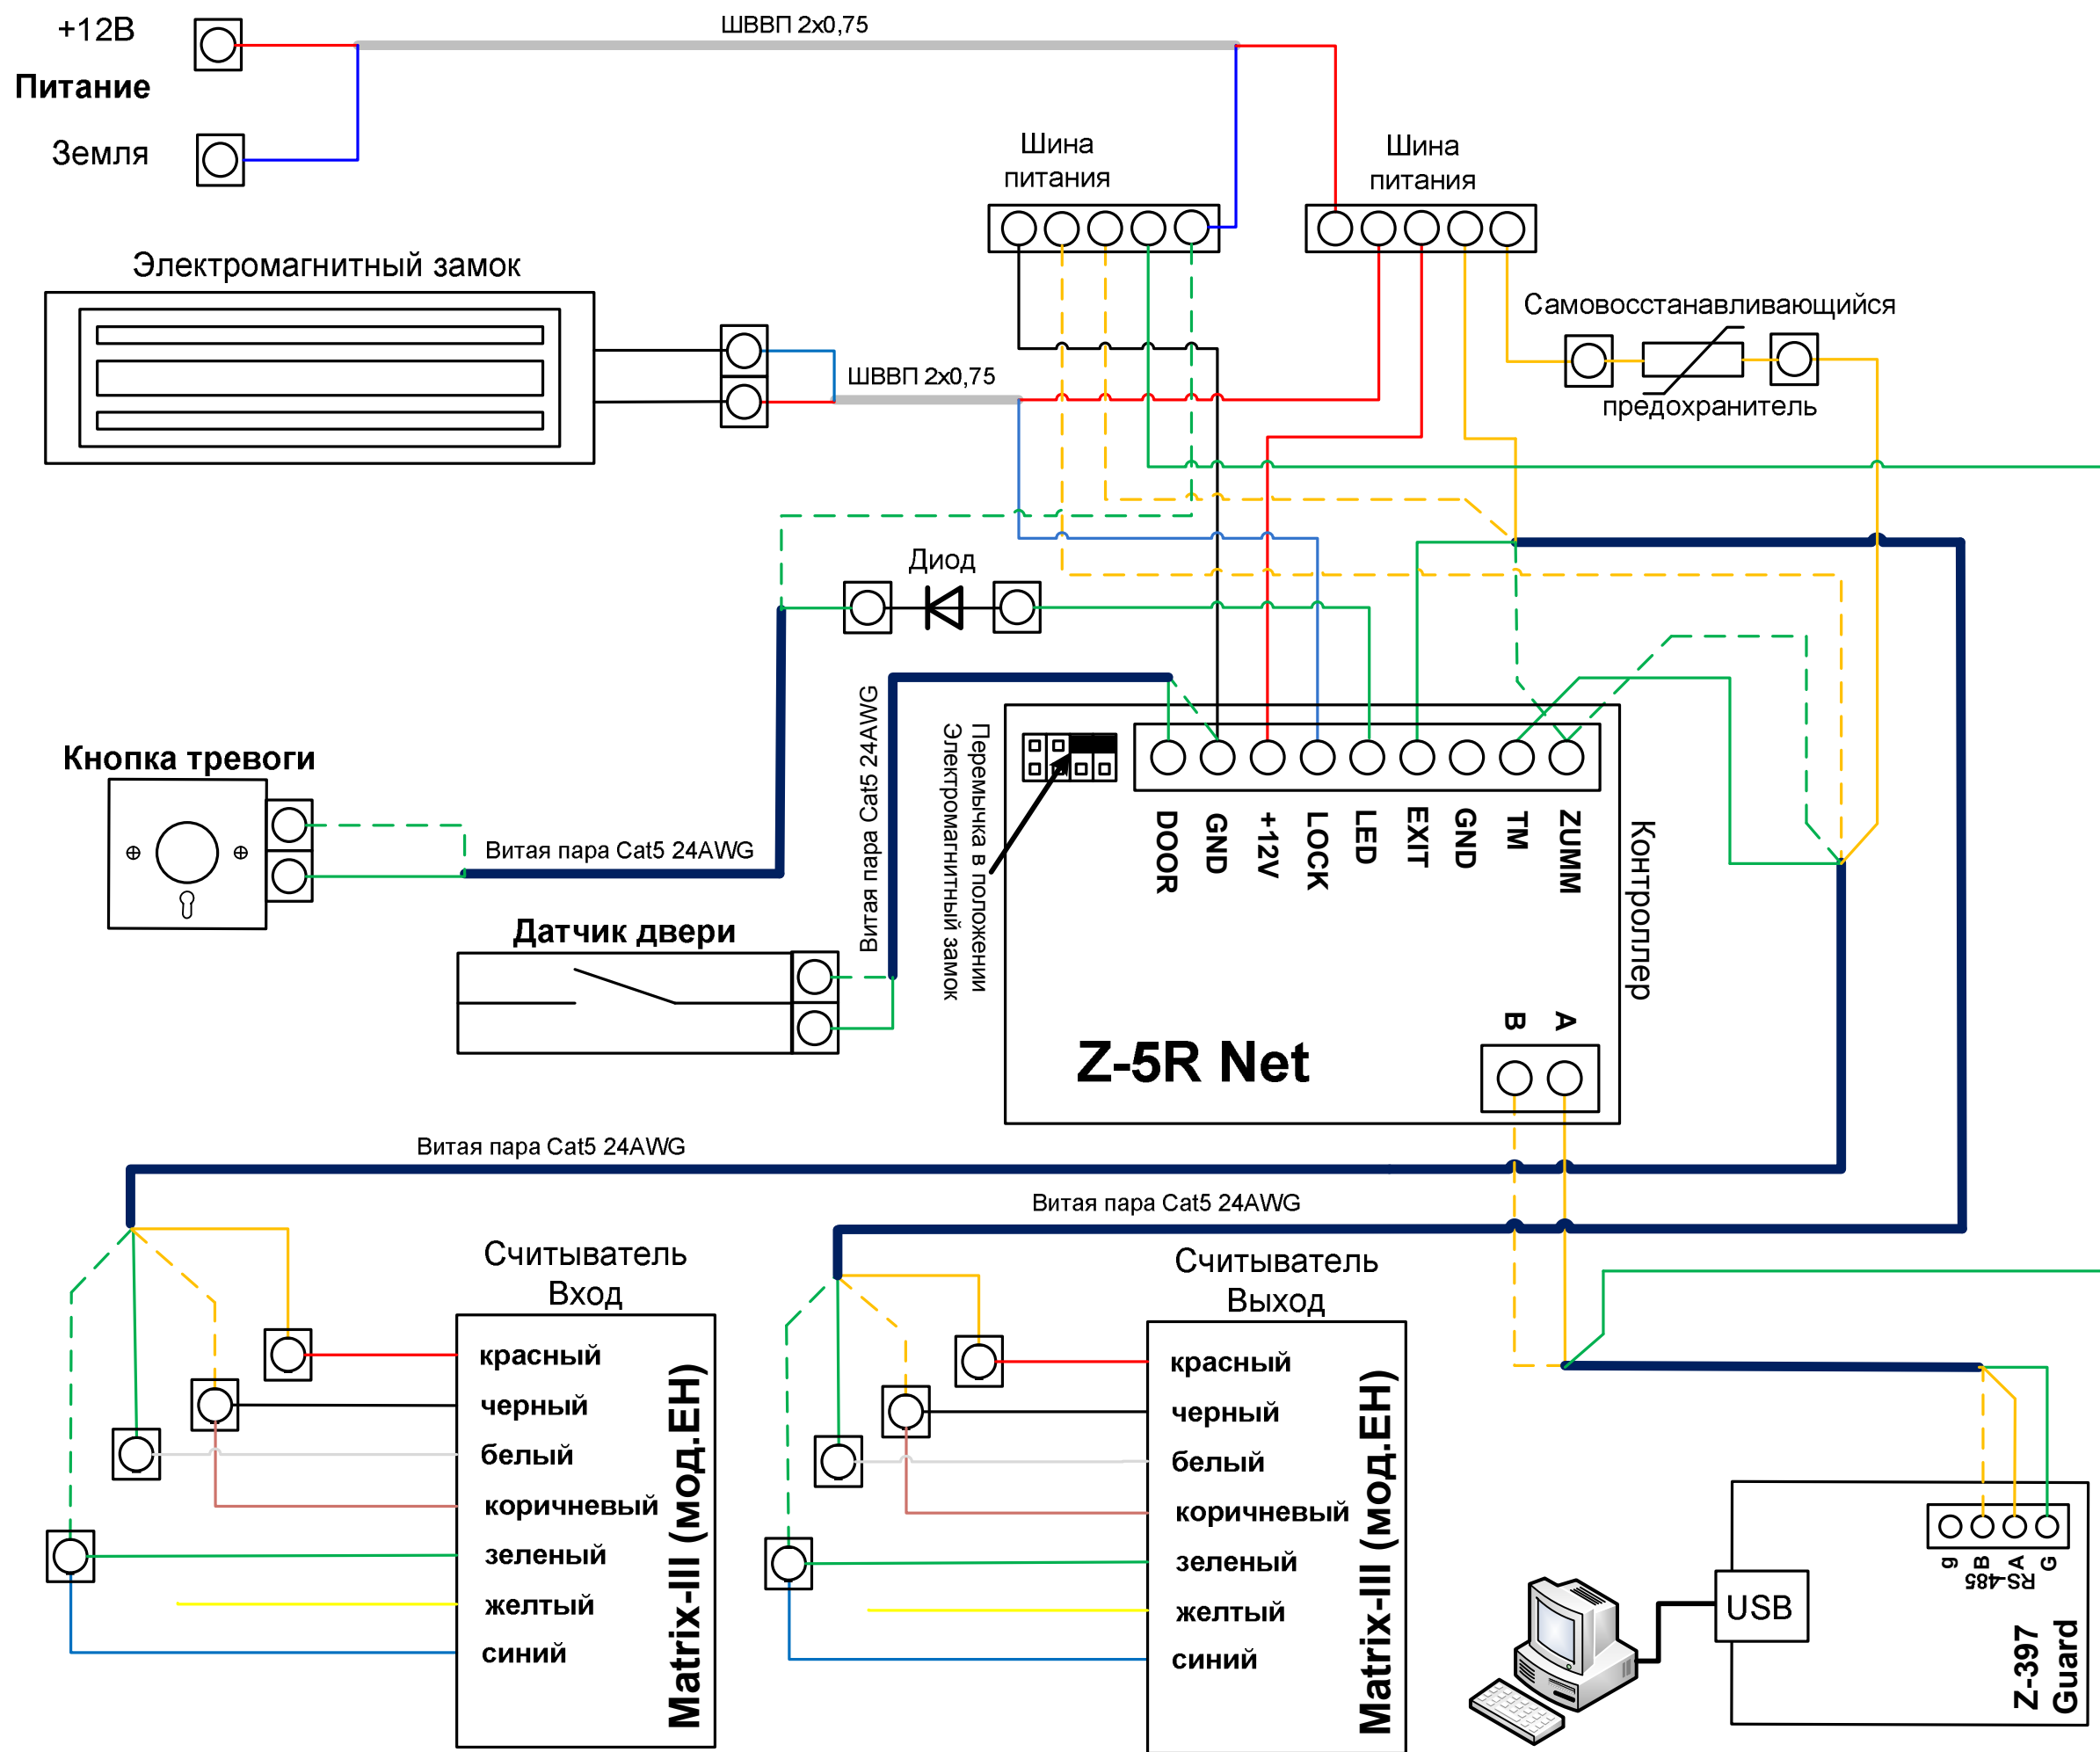 +12В
ШВВП 2х0,75
Питание
Земля
Шина
питания
Шина
питания
Электромагнитный замок
Самовосстанавливающийся
предохранитель
ШВВП 2х0,75
Диод
Кнопка тревоги
Витая пара Cat5 24AWG
Датчик двери
Витая пара Cat5 24AWG
Перемычка в положении
Электромагнитный замок
DOOR
GND
+12V
LOCK
LED
EXIT
GND
TM
ZUMM
Контроллер
B
A
Z-5R Net
Витая пара Cat5 24AWG
Витая пара Cat5 24AWG
Считыватель
Вход
красный
черный
белый
коричневый
зеленый
желтый
синий
Matrix-III (мод.EH)
Считыватель
Выход
красный
черный
белый
коричневый
зеленый
желтый
синий
Matrix-III (мод.EH)
g
B
A
G
RS-485
USB
Z-397
Guard